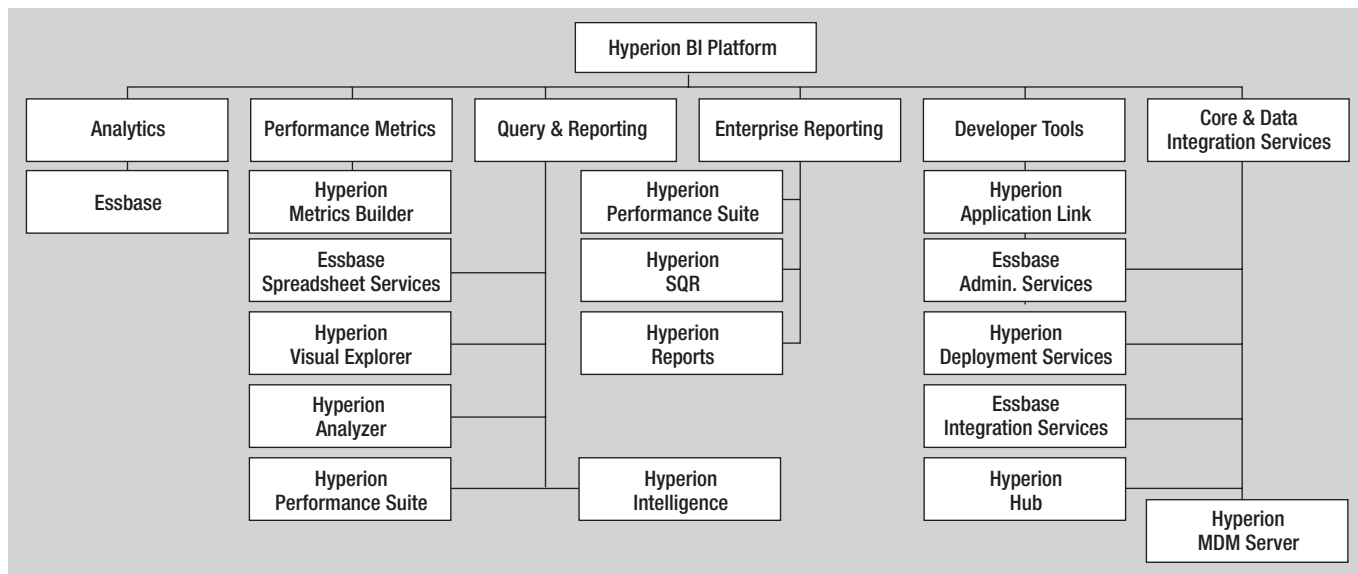 Hyperion BI Platform
Analytics
Performance Metrics
Query & Reporting
Enterprise Reporting
Developer Tools
Core & Data
Integration Services
Essbase
Hyperion
Metrics Builder
Hyperion
Performance Suite
Hyperion
Application Link
Essbase
Spreadsheet Services
Hyperion
SQR
Essbase
Admin. Services
Hyperion
Visual Explorer
Hyperion
Reports
Hyperion
Deployment Services
Hyperion
Analyzer
Essbase
Integration Services
Hyperion
Performance Suite
Hyperion
Intelligence
Hyperion
Hub
Hyperion
MDM Server